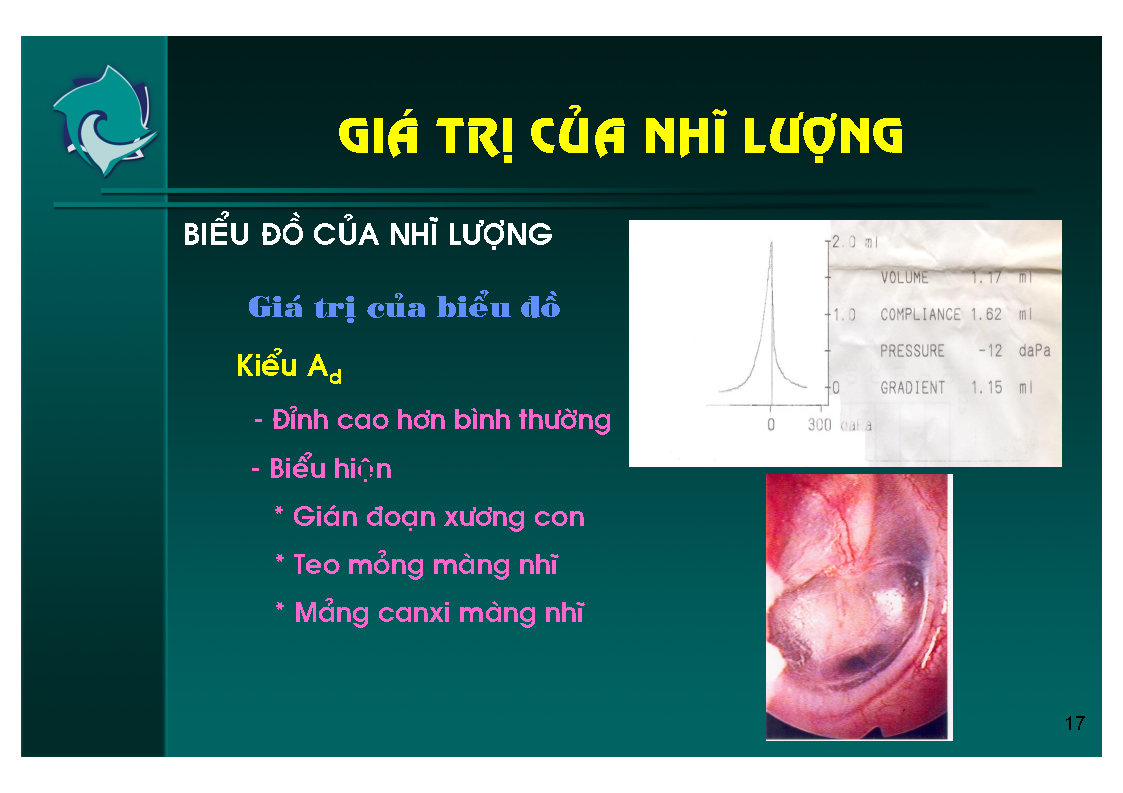 GIÁ TRỊ CỦA NHĨ LƯỢNG
BIỂU ĐỒ CỦA NHĨ LƯỢNG
Giá trị của biểu đồ
Kiểu Ad
- Đỉnh cao hơn bình thường
- Biểu hiện
* Gián đoạn xương con
* Teo mỏng màng nhĩ
* Mảng canxi màng nhĩ
2.0 ml
1.0
0
0 300 daPa
VOLUME 1.17 ml
COMPLIANCE 1.62 ml
PRESSURE -12 daPa
GRADIENT 1.15 ml
17